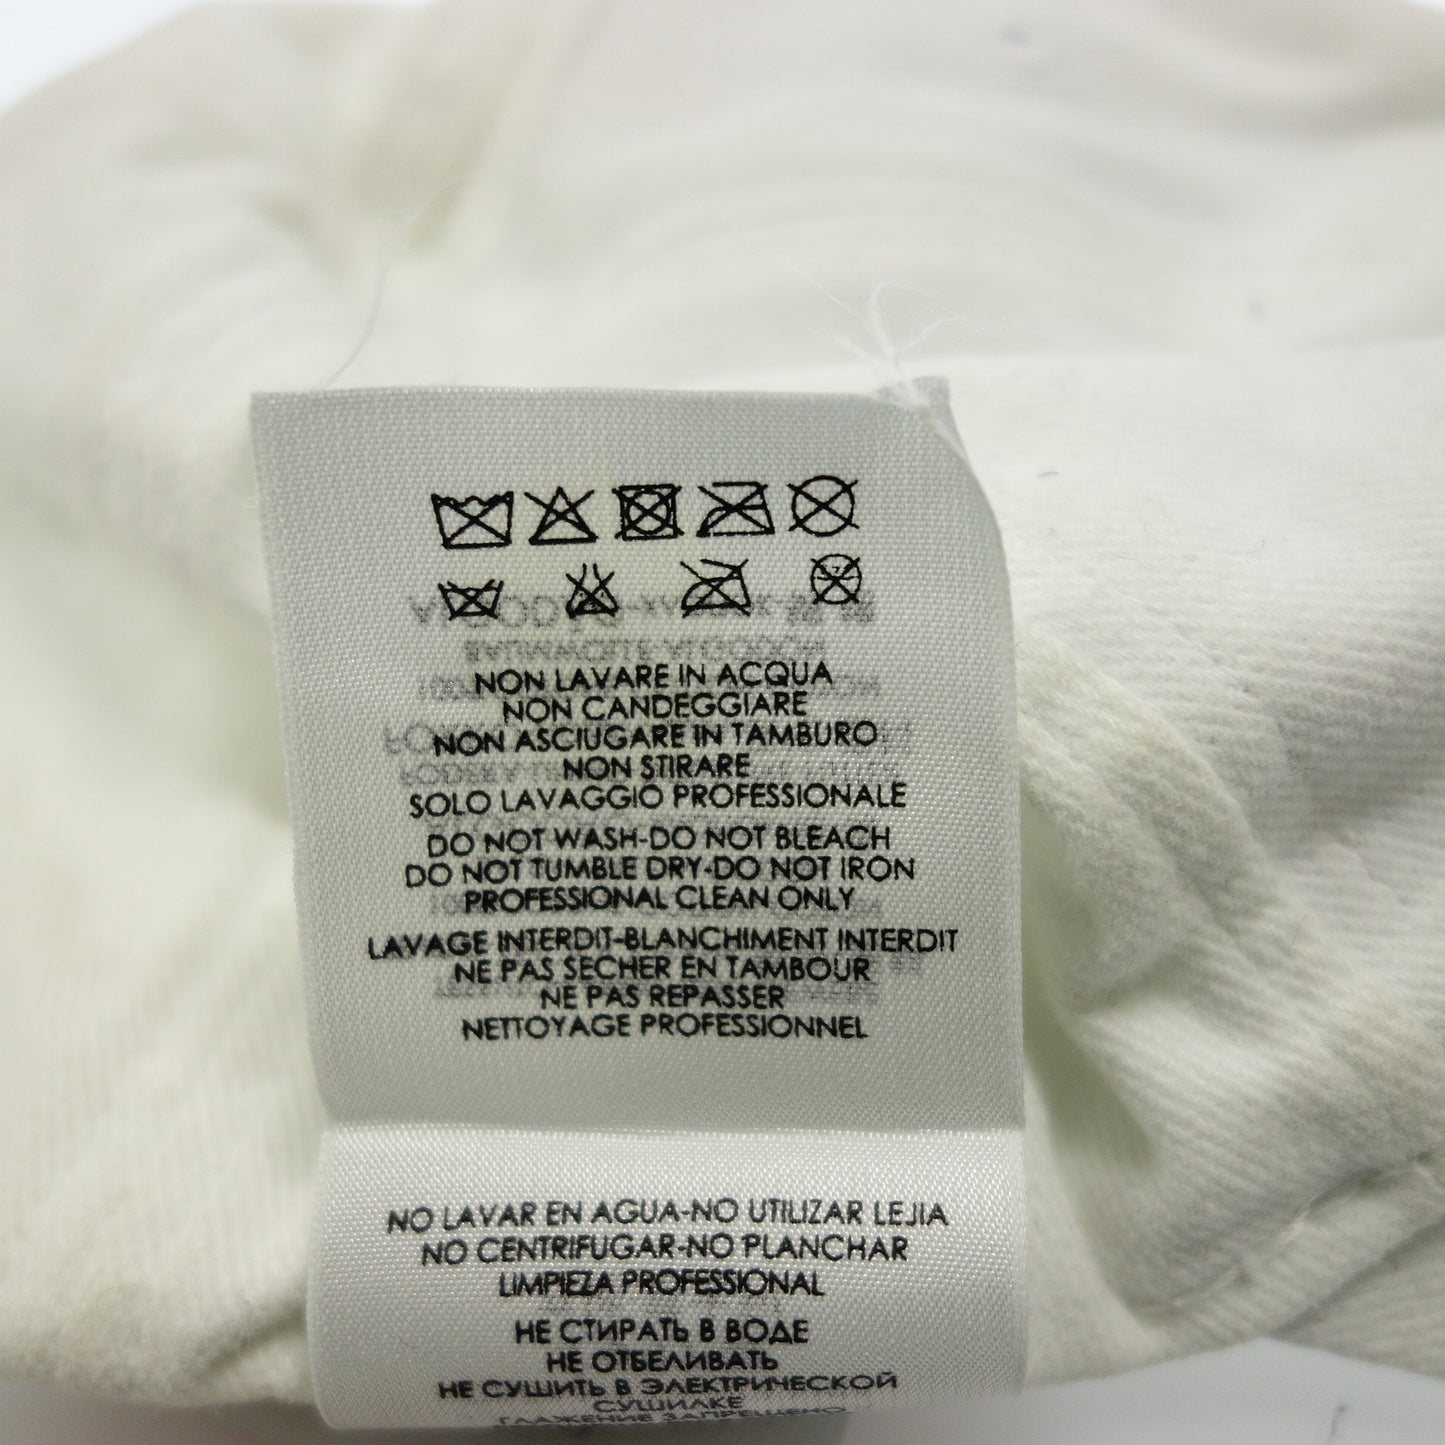 NON LAVARE IN ACQUA
NON CANDEGGIARE
NON ASCIUGARE IN TAMBURO
NON STIRARE
SOLO LAVAGGIO PROFESSIONALE
DO NOT WASH-DO NOT BLEACH
DO NOT TUMBLE DRY-DO NOT IRON
PROFESSIONAL CLEAN ONLY
LAVAGE INTERDIT-BLANCHIMENT INTERDIT
NE PAS SECHER EN TAMBOUR
NE PAS REPASSER
NETTOYAGE PROFESSIONNEL
NO LAVAR EN AGUA-NO UTILIZAR LEJIA
NO CENTRIFUGAR-NO PLANCHAR
LIMPIEZA PROFESSIONAL
НЕ СТИРАТЬ В ВОДЕ
НЕ ОТБЕЛИВАТЬ
НЕ СУШИТЬ В ЭЛЕКТРИЧЕСКОЙ
СУШИЛКЕ
ГЛАЖЕНИЕ ЗАПРЕЩЕНО